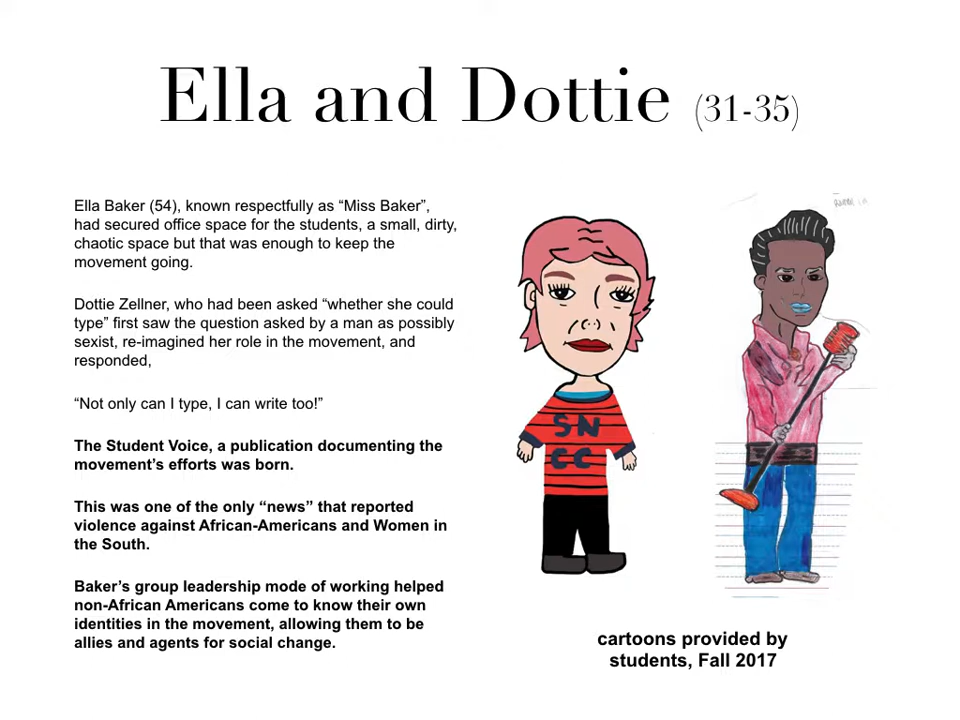 Ella and Dottie (31-35)
Ella Baker (54), known respectfully as “Miss Baker”,
had secured office space for the students, a small, dirty,
chaotic space but that was enough to keep the
movement going.
Dottie Zellner, who had been asked “whether she could
type” first saw the question asked by a man as possibly
sexist, re-imagined her role in the movement, and
responded,
“Not only can I type, I can write too!”
The Student Voice, a publication documenting the
movement’s efforts was born.
This was one of the only “news” that reported
violence against African-Americans and Women in
the South.
Baker’s group leadership mode of working helped
non-African Americans come to know their own
identities in the movement, allowing them to be
allies and agents for social change.
SN
CC
cartoons provided by
students, Fall 2017